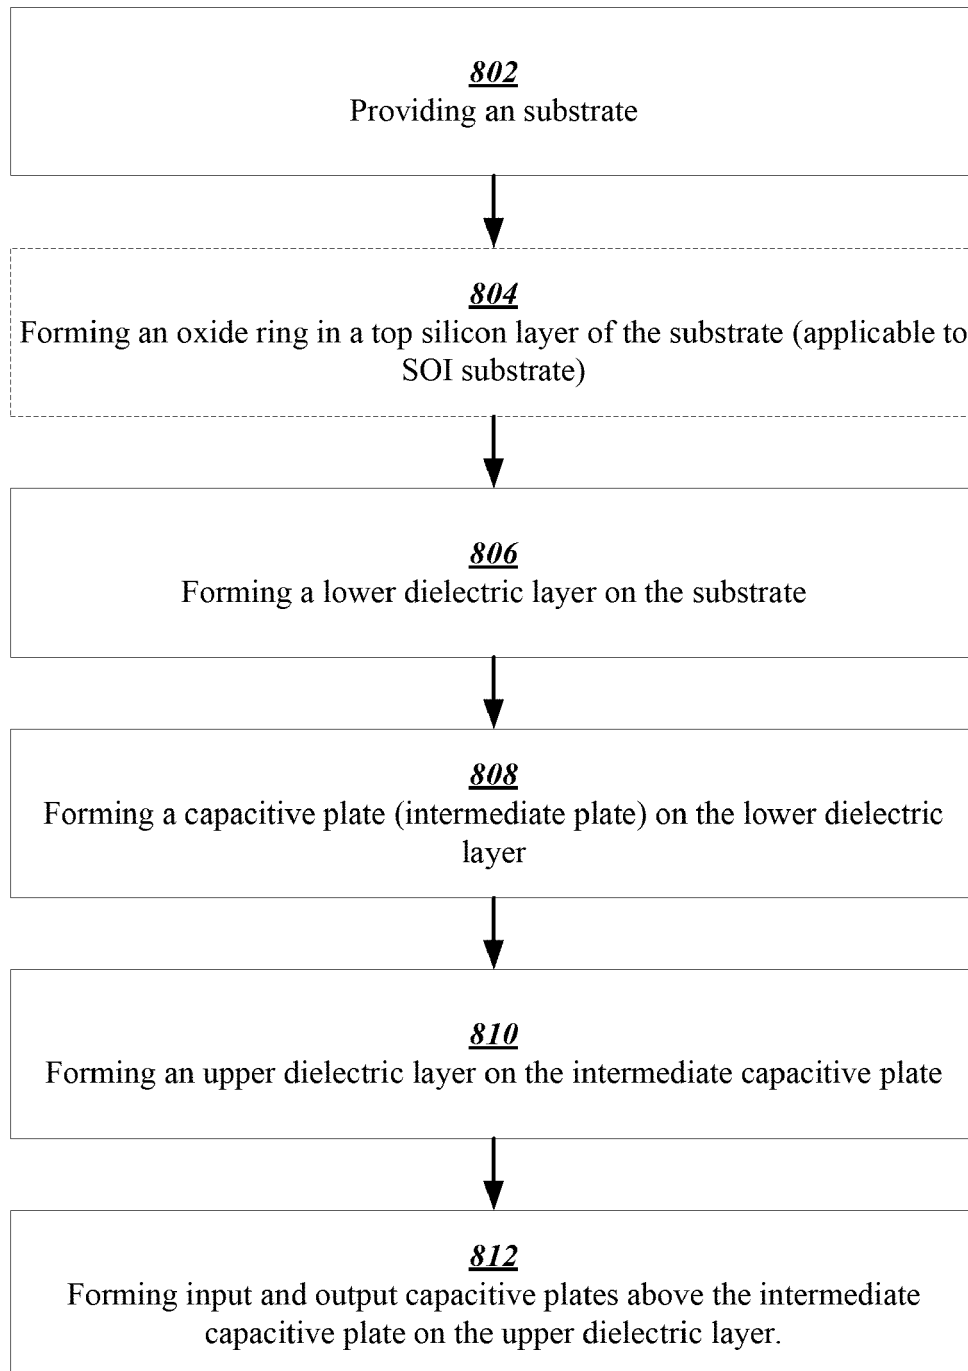 802
Providing an substrate
804
Forming an oxide ring in a top silicon layer of the substrate (applicable to
SOI substrate)
806
Forming a lower dielectric layer on the substrate
808
Forming a capacitive plate (intermediate plate) on the lower dielectric
layer
810
Forming an upper dielectric layer on the intermediate capacitive plate
812
Forming input and output capacitive plates above the intermediate
capacitive plate on the upper dielectric layer.